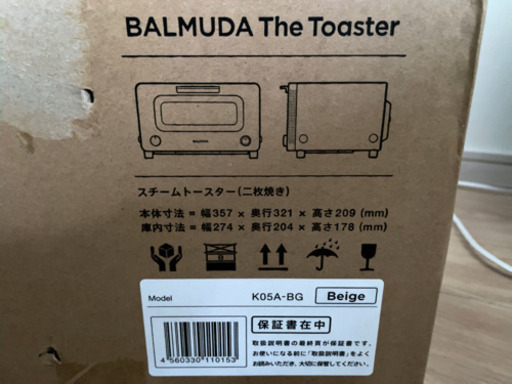 BALMUDA The Toaster
BALMUDA
スチームトースター(二枚焼き)
本体寸法 = 幅357 × 奥行321 × 高さ209 (mm)
庫内寸法 = 幅274 × 奥行204 × 高さ178 (mm)
Model K05A-BG Beige
保証書在中
4 560330 110153
取扱説明書の最終頁が保証書です。
お使いになる前に「取扱説明書」をよく
お読みいただき、大切に保管してください。